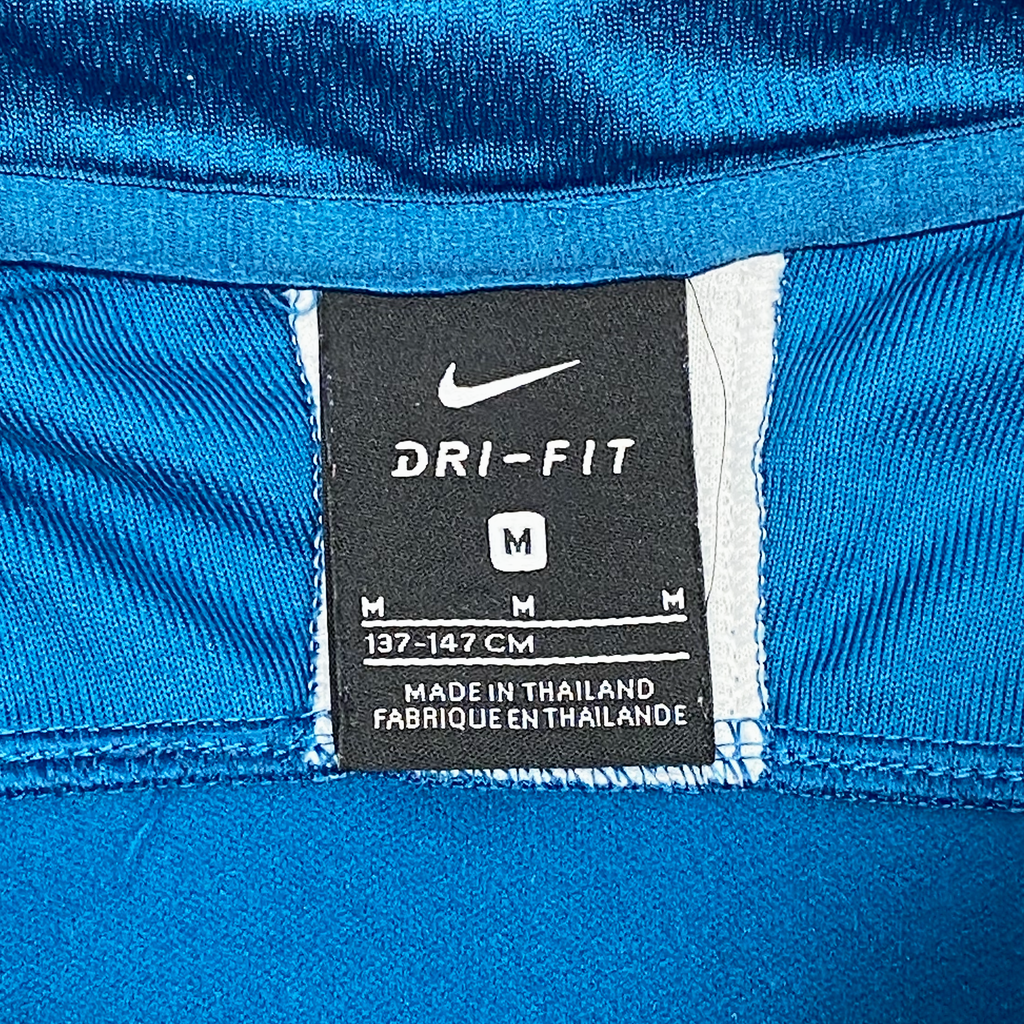 DRI-FIT
M
M M M
137-147 CM
MADE IN THAILAND
FABRIQUE EN THAILANDE